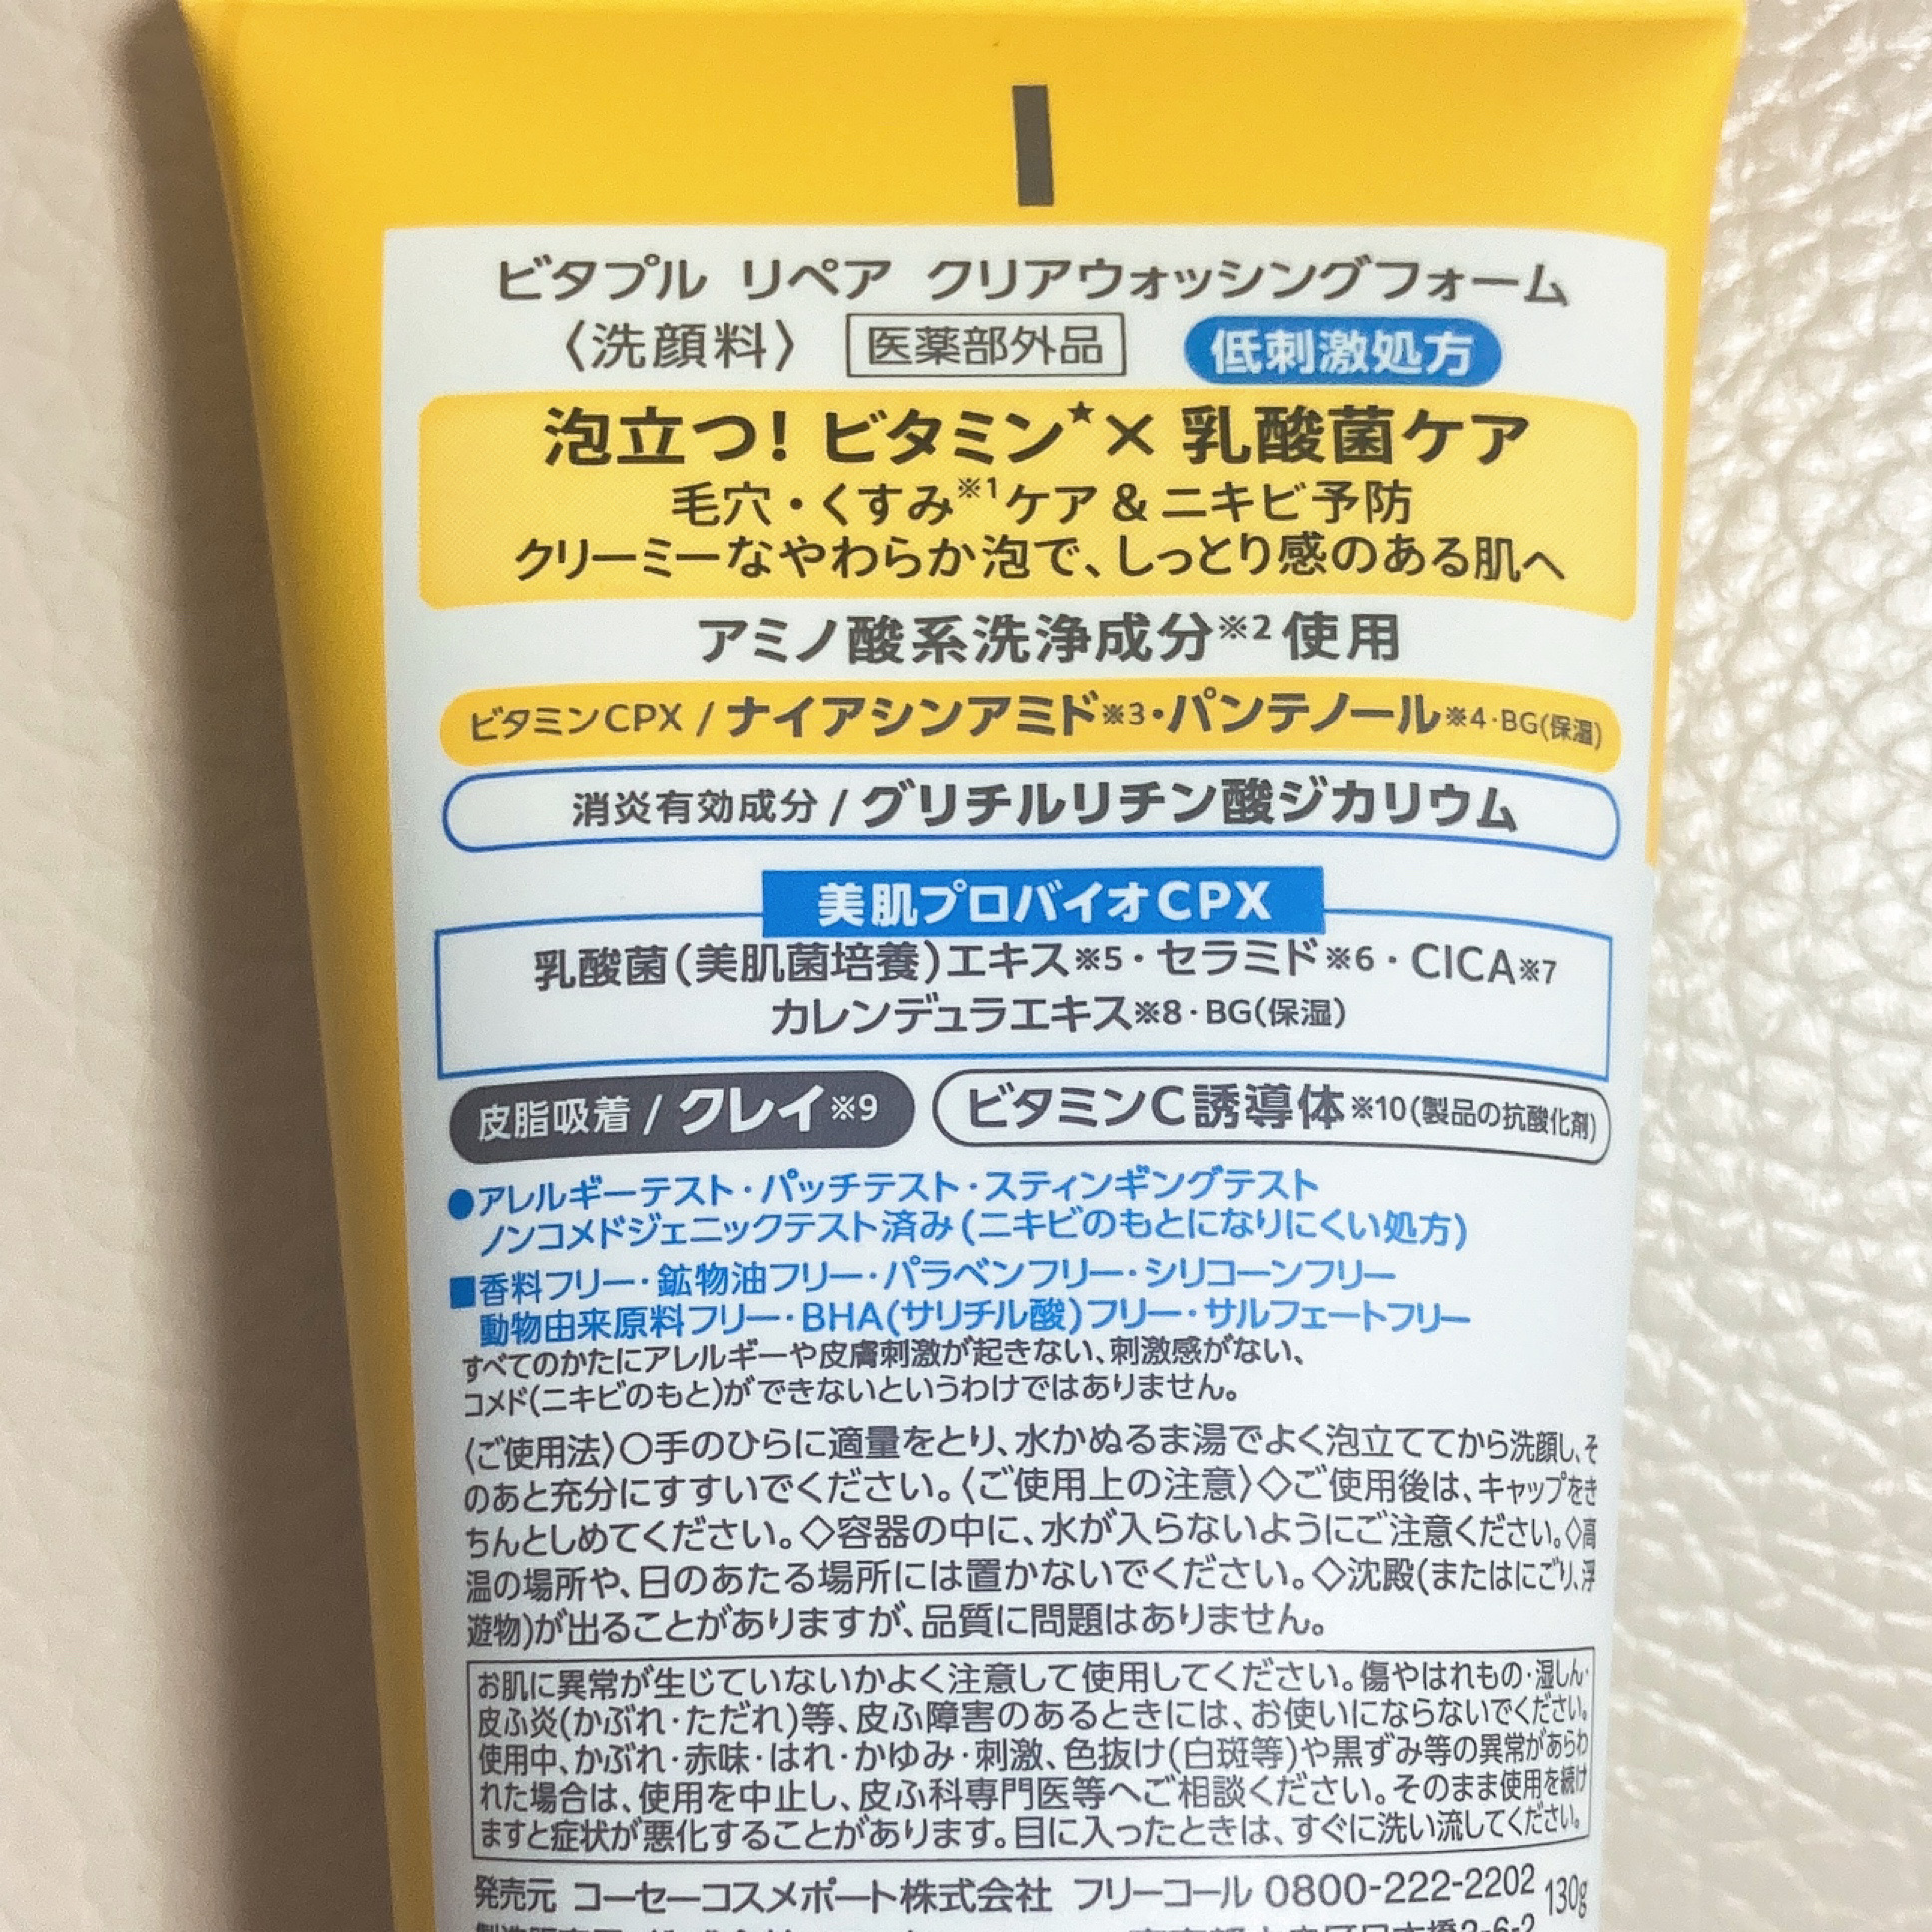 ビタプル リペア クリアウォッシングフォーム
〈洗顔料〉 医薬部外品 低刺激処方
泡立つ! ビタミン★× 乳酸菌ケア
毛穴・くすみ※1ケア & ニキビ予防
クリーミーなやわらか泡で、しっとり感のある肌へ
アミノ酸系洗浄成分※2使用
ビタミンCPX / ナイアシンアミド※3・パンテノール※4・BG(保湿)
消炎有効成分 / グリチルリチン酸ジカリウム
美肌プロバイオCPX
乳酸菌(美肌菌培養)エキス※5・セラミド※6・CICA※7
カレンデュラエキス※8・BG(保湿)
皮脂吸着 / クレイ※9 ビタミンC誘導体※10(製品の抗酸化剤)
●アレルギーテスト・パッチテスト・スティンギングテスト
ノンコメドジェニックテスト済み(ニキビのもとになりにくい処方)
■香料フリー・鉱物油フリー・パラベンフリー・シリコーンフリー
動物由来原料フリー・BHA(サリチル酸)フリー・サルフェートフリー
すべてのかたにアレルギーや皮膚刺激が起きない、刺激感がない、
コメド(ニキビのもと)ができないというわけではありません。
〈ご使用法〉〇手のひらに適量をとり、水かぬるま湯でよく泡立ててから洗顔し、そ
のあと充分にすすいでください。〈ご使用上の注意〉◇ご使用後は、キャップをき
ちんとしめてください。◇容器の中に、水が入らないようにご注意ください。◇高
温の場所や、日のあたる場所には置かないでください。◇沈殿(またはにごり、浮
遊物)が出ることがありますが、品質に問題はありません。
お肌に異常が生じていないかよく注意して使用してください。傷やはれもの・湿しん・
皮ふ炎(かぶれ・ただれ)等、皮ふ障害のあるときには、お使いにならないでください。
使用中、かぶれ・赤味・はれ・かゆみ・刺激、色抜け(白斑等)や黒ずみ等の異常があらわ
れた場合は、使用を中止し、皮ふ科専門医等へご相談ください。そのまま使用を続け
ますと症状が悪化することがあります。目に入ったときは、すぐに洗い流してください。
発売元 コーセーコスメポート株式会社 フリーコール 0800-222-2202 130g